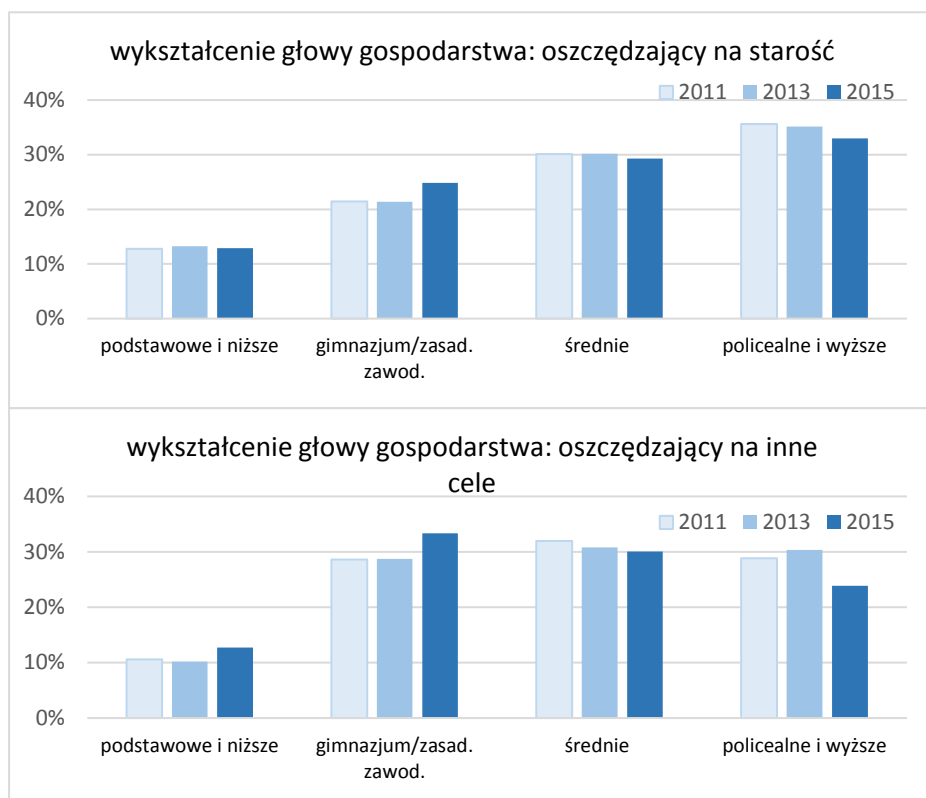 wykształcenie głowy gospodarstwa: oszczędzający na starość
2011 2013 2015
40%
30%
20%
10%
0%
podstawowe i niższe
gimnazjum/zasad.
zawod.
średnie
policealne i wyższe
wykształcenie głowy gospodarstwa: oszczędzający na inne
cele
2011 2013 2015
40%
30%
20%
10%
0%
podstawowe i niższe
gimnazjum/zasad.
zawod.
średnie
policealne i wyższe